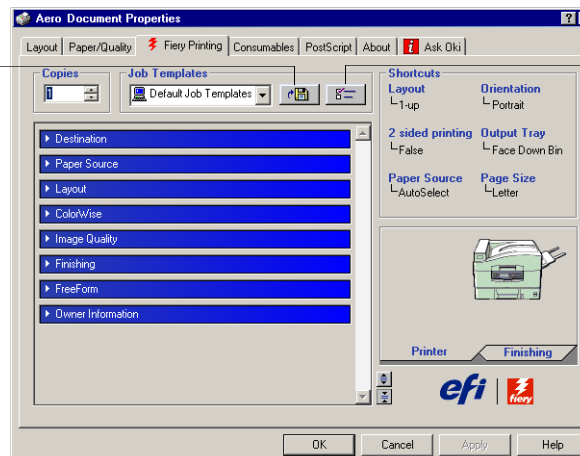 Aero Document Properties
Layout Paper/Quality Fiery Printing Consumables PostScript About i Ask Oki
Copies
1
Job Templates
Default Job Templates
Destination
Paper Source
Layout
ColorWise
Image Quality
Finishing
FreeForm
Owner Information
Shortcuts
Layout Orientation
1-up Portrait
2 sided printing Output Tray
False Face Down Bin
Paper Source Page Size
AutoSelect Letter
Printer Finishing
efi fiery
OK Cancel Apply Help